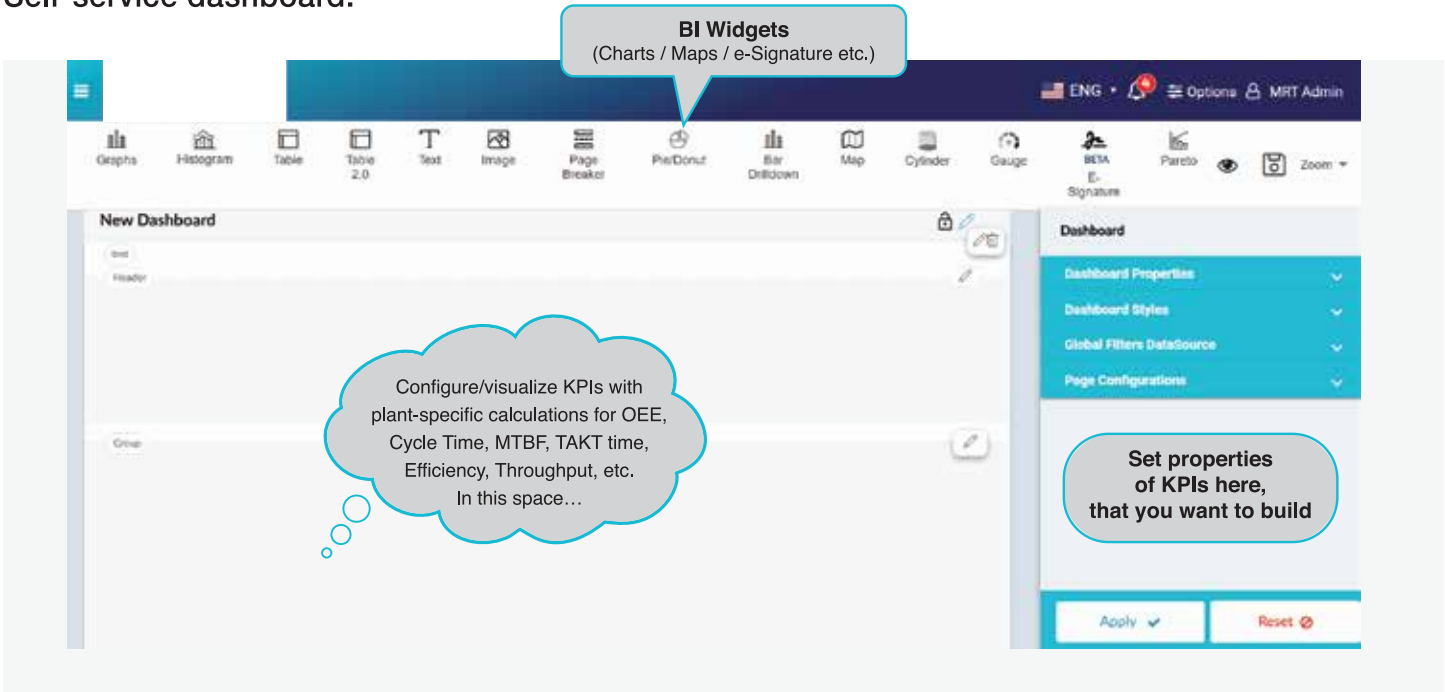 Self-service dashboard:
BI Widgets
(Charts / Maps / e-Signature etc.)
ENG
Options
MRT Admin
Graphs
Histogram
Table
Table
2.0
Text
Image
Page
Breaker
Pie/Donut
Bar
Drilldown
Map
Cylinder
Gauge
BETA
E-
Signature
Pareto
Zoom
New Dashboard
Header
Group
Dashboard
Dashboard Properties
Dashboard Styles
Global Filters DataSource
Page Configurations
Configure/visualize KPIs with
plant-specific calculations for OEE,
Cycle Time, MTBF, TAKT time,
Efficiency, Throughput, etc.
In this space…
Set properties
of KPIs here,
that you want to build
Apply
Reset